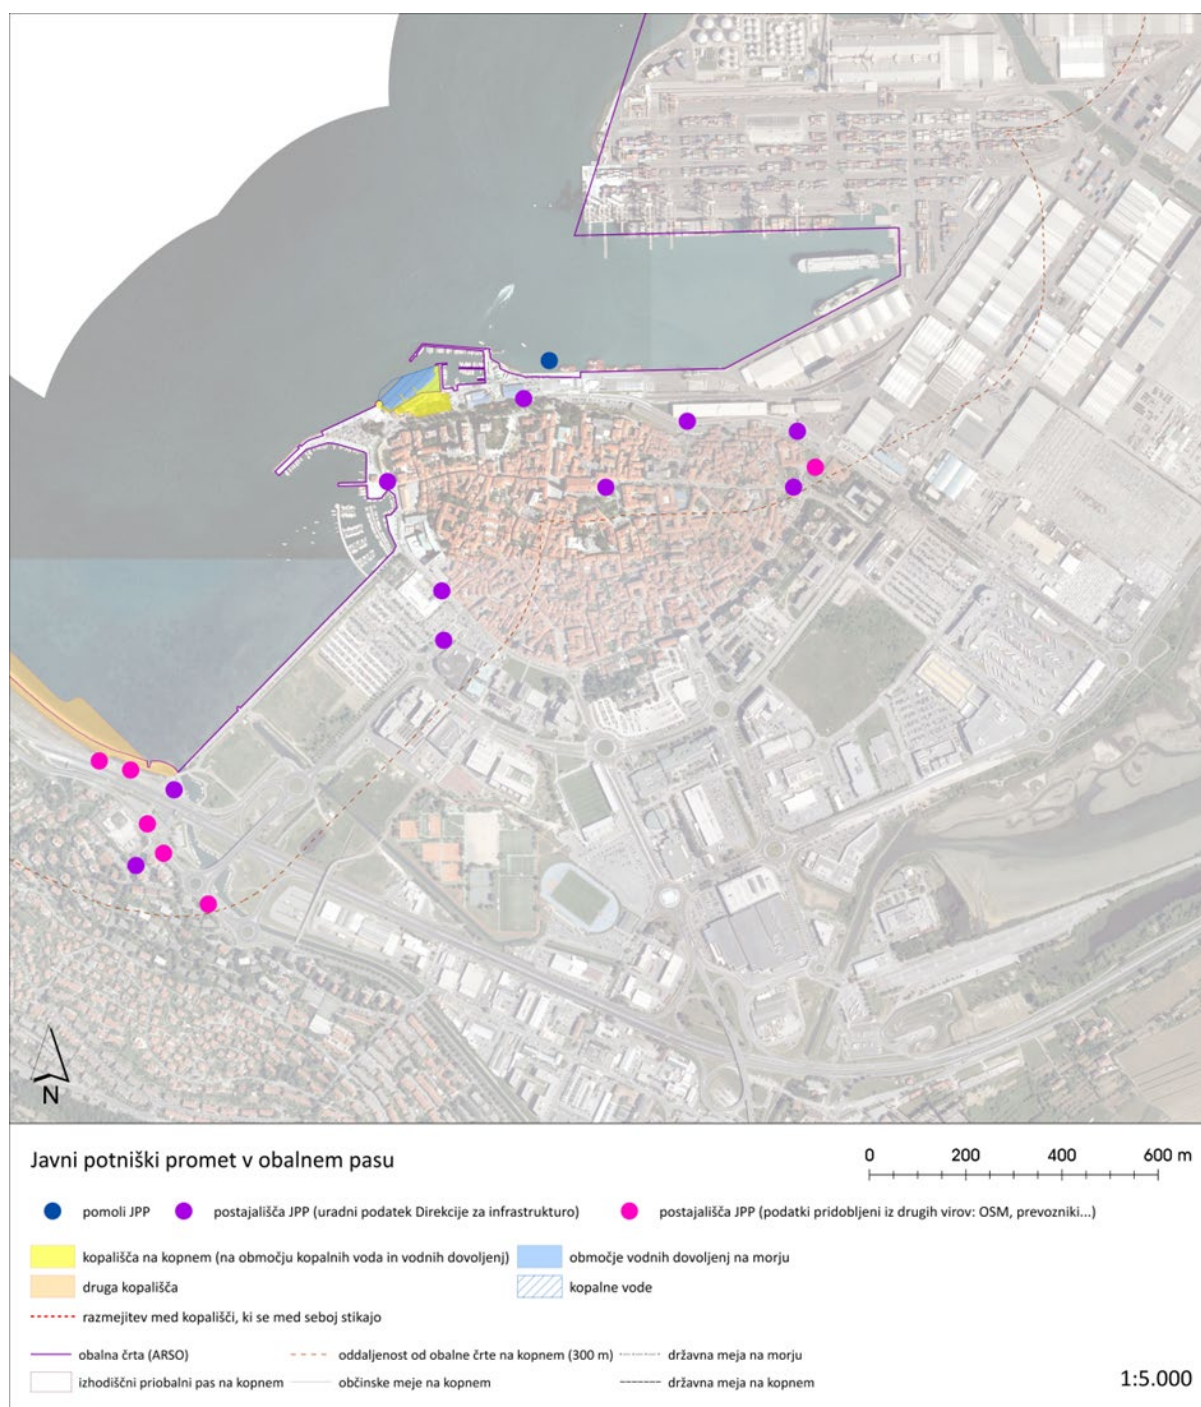 N
Javni potniški promet v obalnem pasu
0 200 400 600 m
pomoli JPP
postajališča JPP (uradni podatek Direkcije za infrastrukturo)
postajališča JPP (podatki pridobljeni iz drugih virov: OSM, prevozniki...)
kopališča na kopnem (na območju kopalnih voda in vodnih dovoljenj)
območje vodnih dovoljenj na morju
druga kopališča
kopalne vode
razmejitev med kopališči, ki se med seboj stikajo
obalna črta (ARSO)
oddaljenost od obalne črte na kopnem (300 m)
državna meja na morju
izhodiščni priobalni pas na kopnem
občinske meje na kopnem
državna meja na kopnem
1:5.000